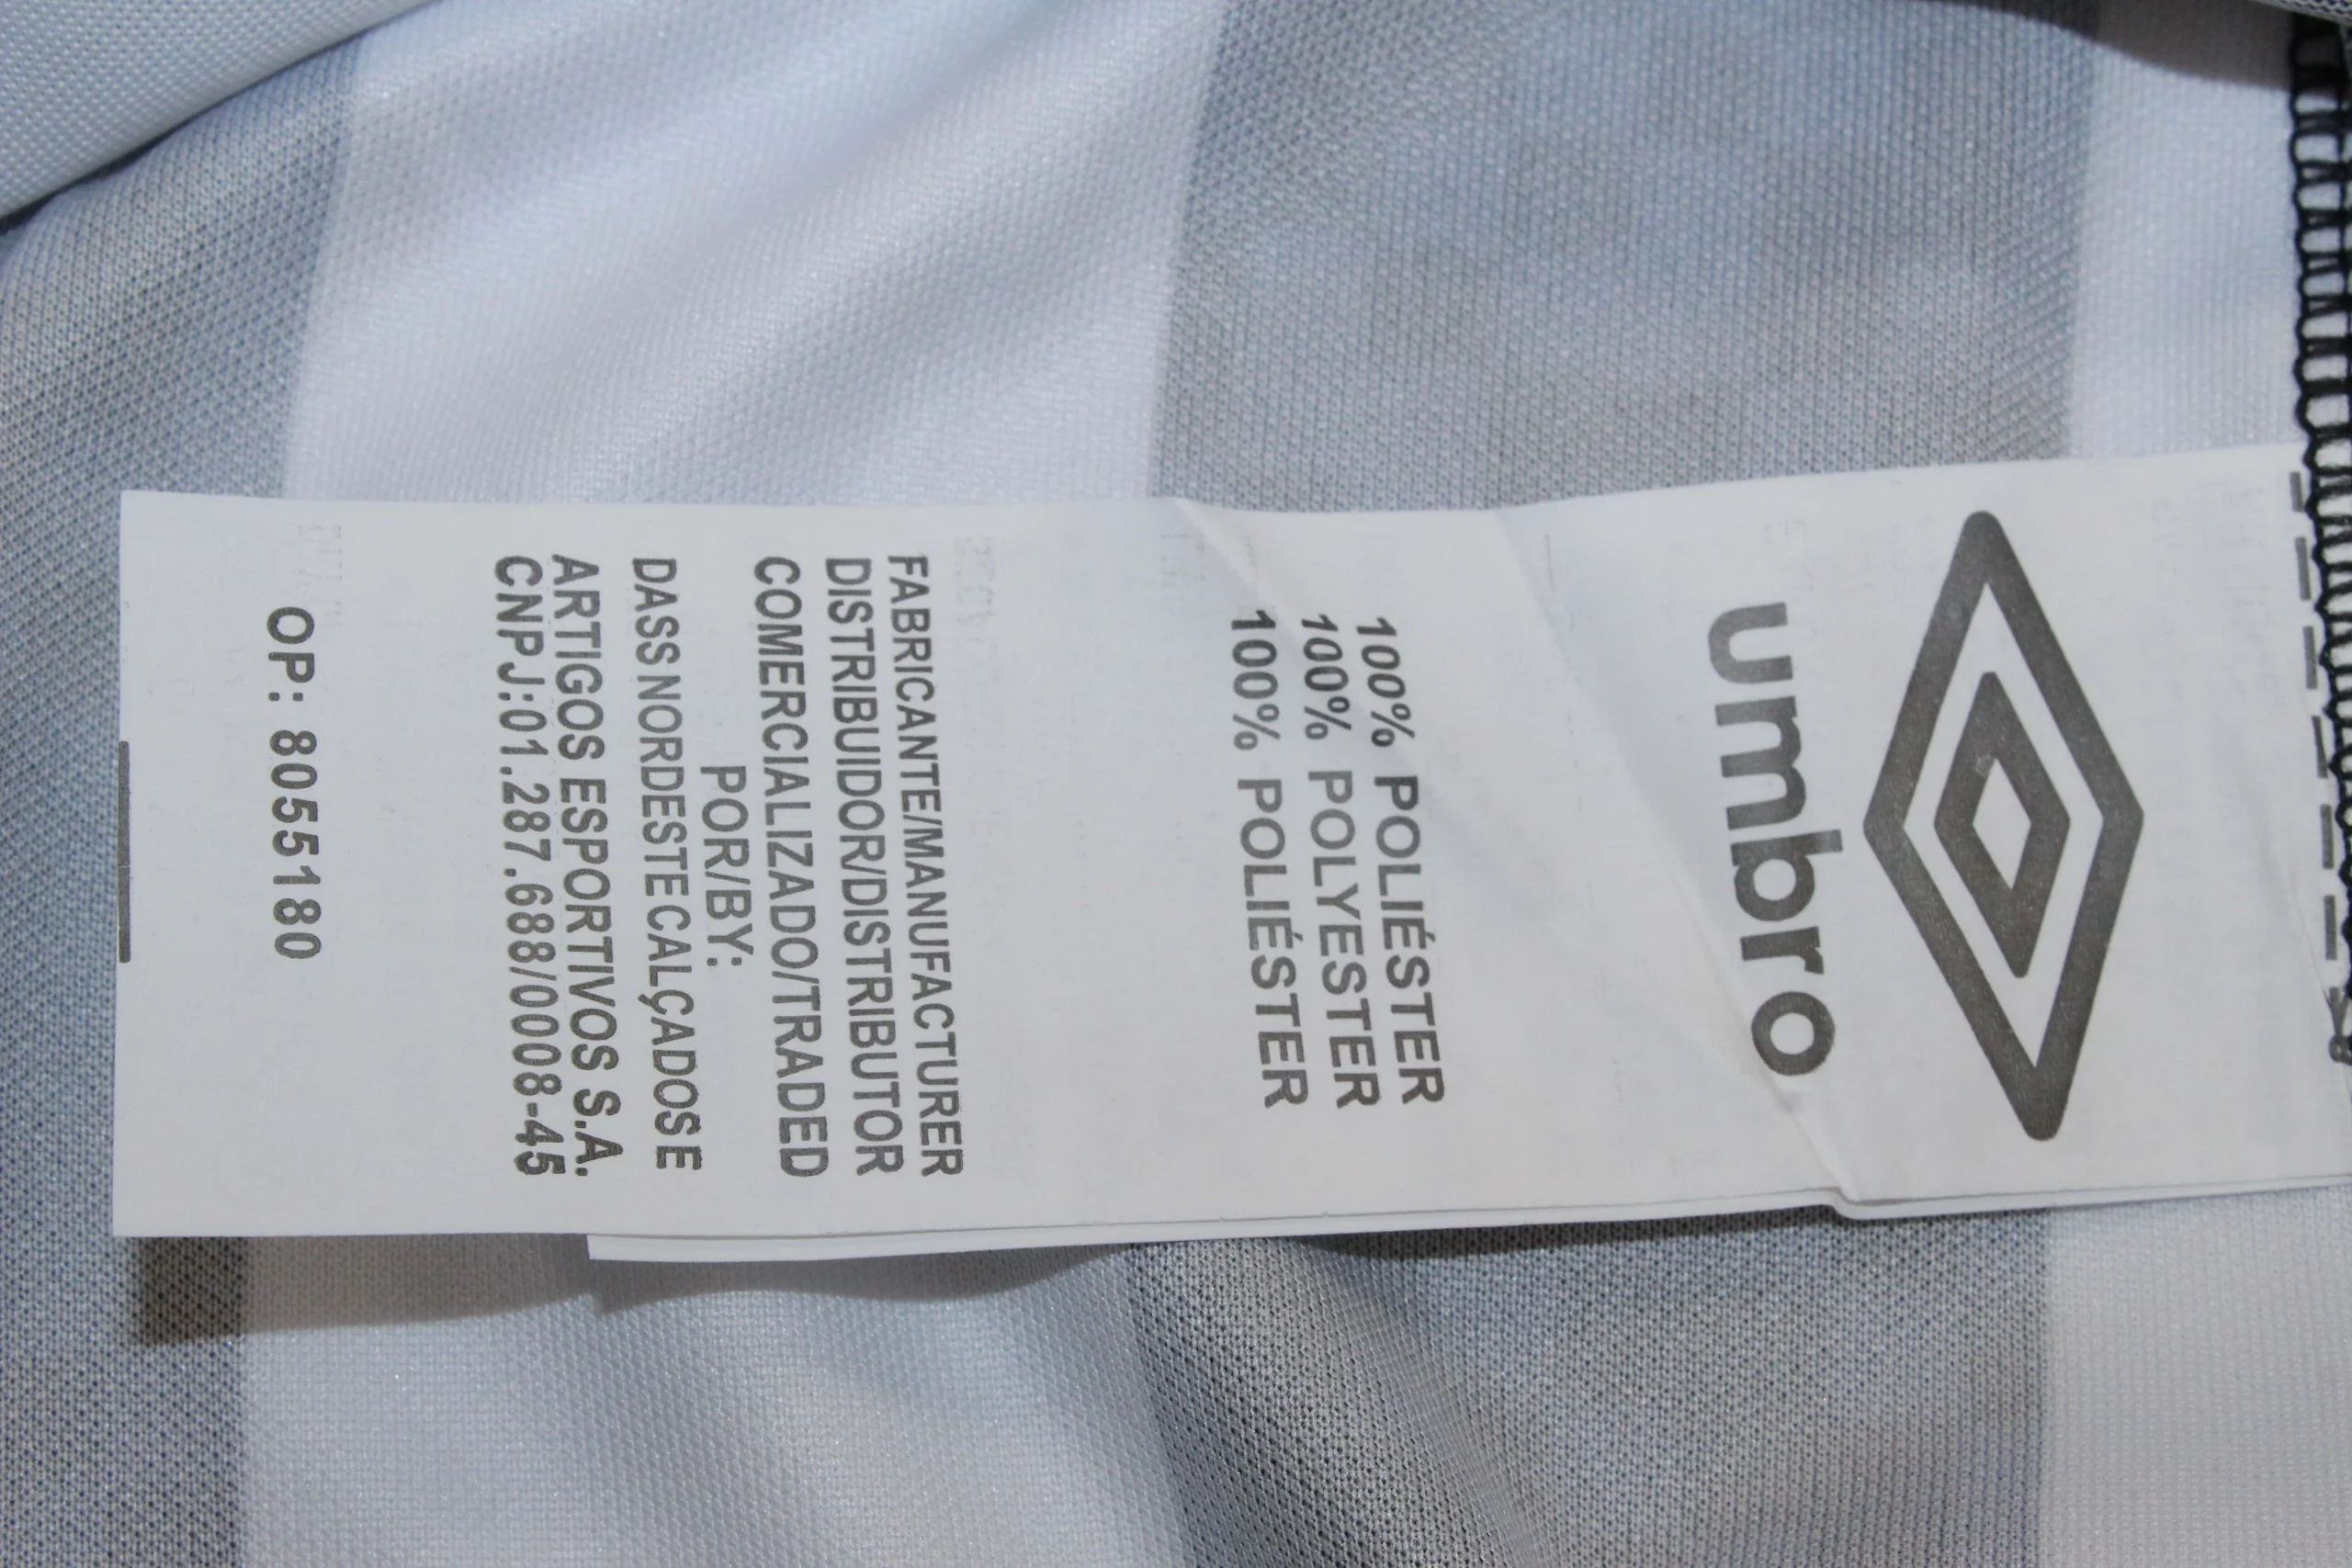 umbro
100% POLIÉSTER
100% POLYESTER
100% POLIÉSTER
FABRICANTE/MANUFACTURER
DISTRIBUIDOR/DISTRIBUTOR
COMERCIALIZADO/TRADED
POR/BY:
DASS NORDESTE CALÇADOS E
ARTIGOS ESPORTIVOS S.A.
CNPJ:01.287.688/0008-45
OP: 8055180